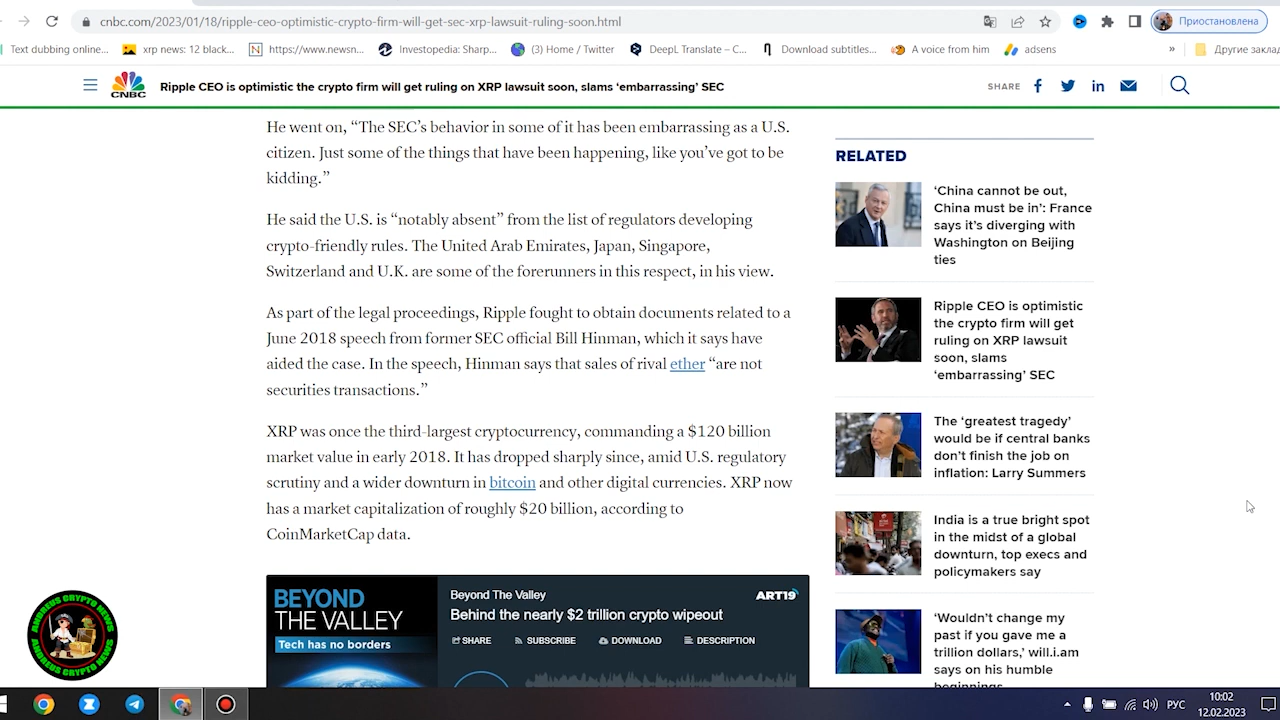 cnbc.com/2023/01/18/ripple-ceo-optimistic-crypto-firm-will-get-sec-xrp-lawsuit-ruling-soon.html
Приостановлена
Text dubbing online...
xrp news: 12 black...
https://www.newsn...
Investopedia: Sharp...
(3) Home / Twitter
DeepL Translate – C...
Download subtitles...
A voice from him
adsens
»
Другие заклад
CNBC
Ripple CEO is optimistic the crypto firm will get ruling on XRP lawsuit soon, slams ‘embarrassing’ SEC
SHARE
He went on, “The SEC’s behavior in some of it has been embarrassing as a U.S.
citizen. Just some of the things that have been happening, like you’ve got to be
kidding.”
He said the U.S. is “notably absent” from the list of regulators developing
crypto-friendly rules. The United Arab Emirates, Japan, Singapore,
Switzerland and U.K. are some of the forerunners in this respect, in his view.
As part of the legal proceedings, Ripple fought to obtain documents related to a
June 2018 speech from former SEC official Bill Hinman, which it says have
aided the case. In the speech, Hinman says that sales of rival ether “are not
securities transactions.”
XRP was once the third-largest cryptocurrency, commanding a $120 billion
market value in early 2018. It has dropped sharply since, amid U.S. regulatory
scrutiny and a wider downturn in bitcoin and other digital currencies. XRP now
has a market capitalization of roughly $20 billion, according to
CoinMarketCap data.
BEYOND
THE VALLEY
Tech has no borders
Beyond The Valley
ART19
Behind the nearly $2 trillion crypto wipeout
SHARE
SUBSCRIBE
DOWNLOAD
DESCRIPTION
RELATED
‘China cannot be out,
China must be in’: France
says it’s diverging with
Washington on Beijing
ties
Ripple CEO is optimistic
the crypto firm will get
ruling on XRP lawsuit
soon, slams
‘embarrassing’ SEC
The ‘greatest tragedy’
would be if central banks
don’t finish the job on
inflation: Larry Summers
India is a true bright spot
in the midst of a global
downturn, top execs and
policymakers say
‘Wouldn’t change my
past if you gave me a
trillion dollars,’ will.i.am
says on his humble
beginnings
ANDREUS CRYPTO NEWS
ANDREUS CRYPTO NEWS
РУС
10:02
12.02.2023